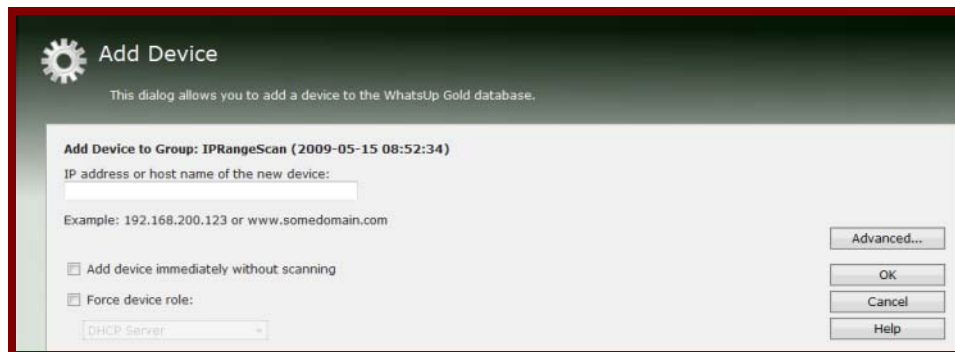 Add Device
This dialog allows you to add a device to the WhatsUp Gold database.
Add Device to Group: IPRangeScan (2009-05-15 08:52:34)
IP address or host name of the new device:
Example: 192.168.200.123 or www.somedomain.com
Advanced...
Add device immediately without scanning
OK
Force device role:
Cancel
DHCP Server
Help